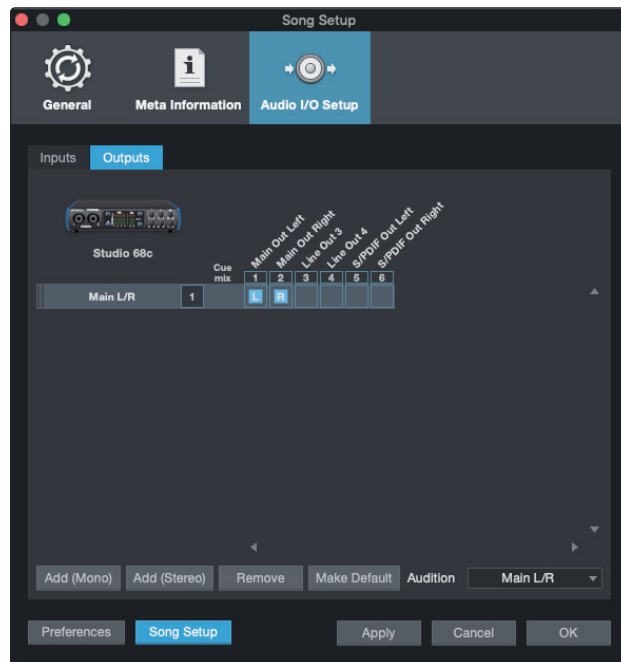 Song Setup
General
Meta Information
Audio I/O Setup
Inputs
Outputs
Studio 68c
Cue mix
Main Out Left
Main Out Right
Line Out 3
Line Out 4
S/PDIF Out Left
S/PDIF Out Right
1 2 3 4 5 6
Main L/R 1 L R
Add (Mono) Add (Stereo) Remove Make Default Audition Main L/R
Preferences Song Setup Apply Cancel OK